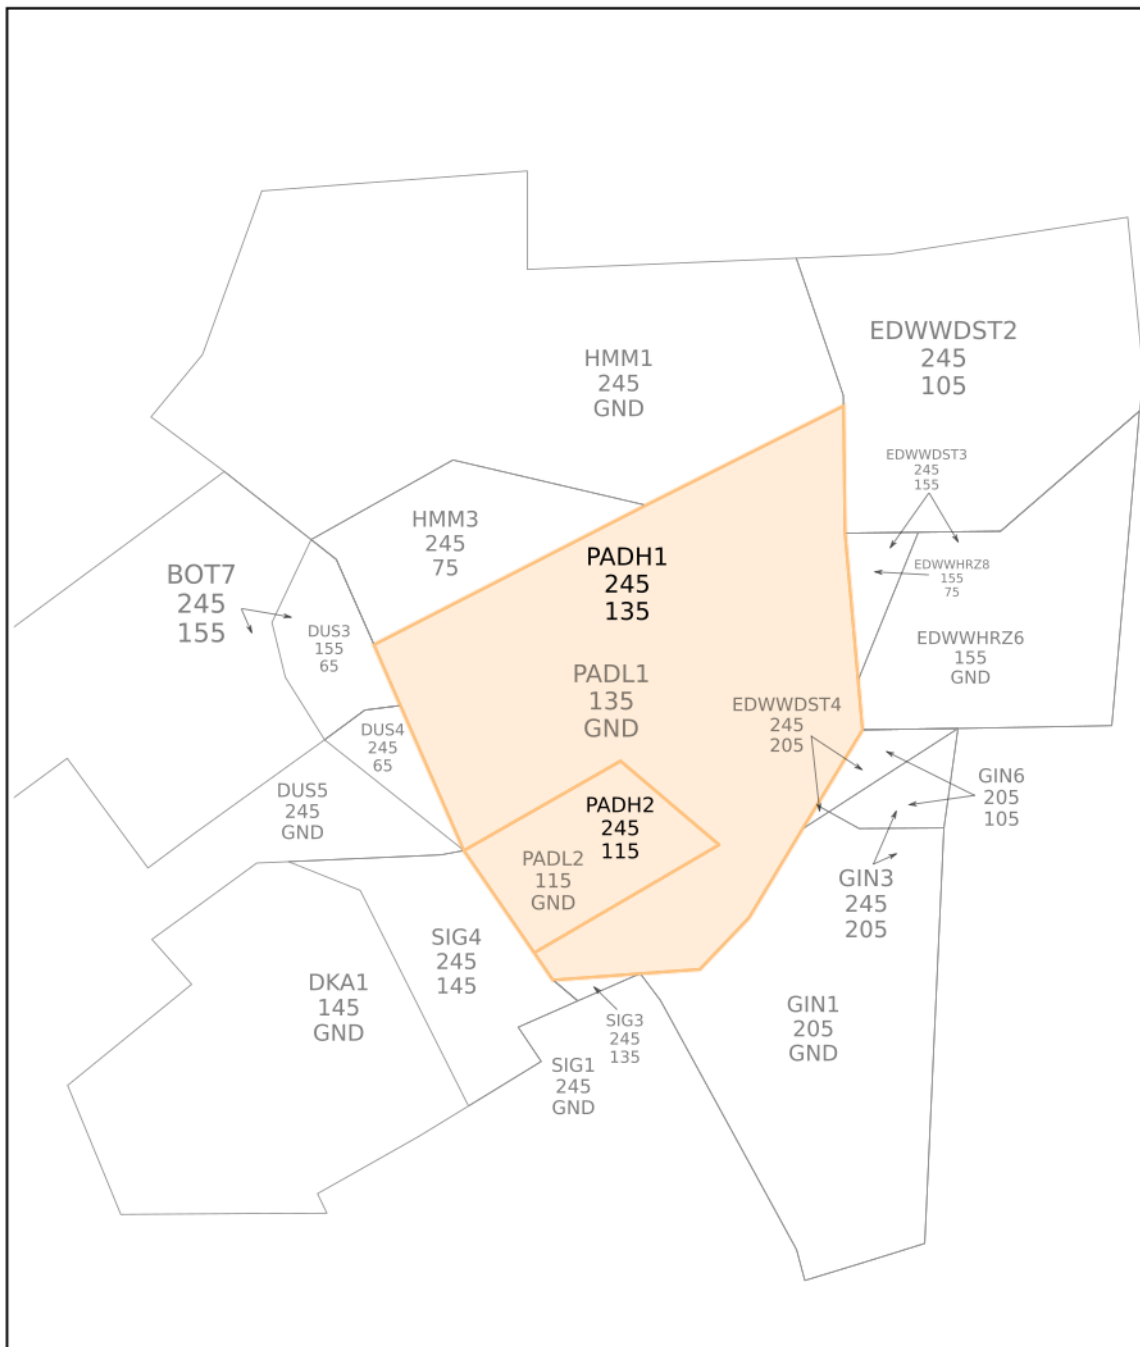 EDWWDST2
245
105
HMM1
245
GND
EDWWDST3
245
155
HMM3
245
75
PADH1
245
135
EDWWHRZ8
155
75
BOT7
245
155
DUS3
155
65
EDWWHRZ6
155
GND
PADL1
135
GND
EDWWDST4
245
205
DUS4
245
65
GIN6
205
105
DUS5
245
GND
PADH2
245
115
PADL2
115
GND
GIN3
245
205
SIG4
245
145
DKA1
145
GND
GIN1
205
GND
SIG3
245
135
SIG1
245
GND